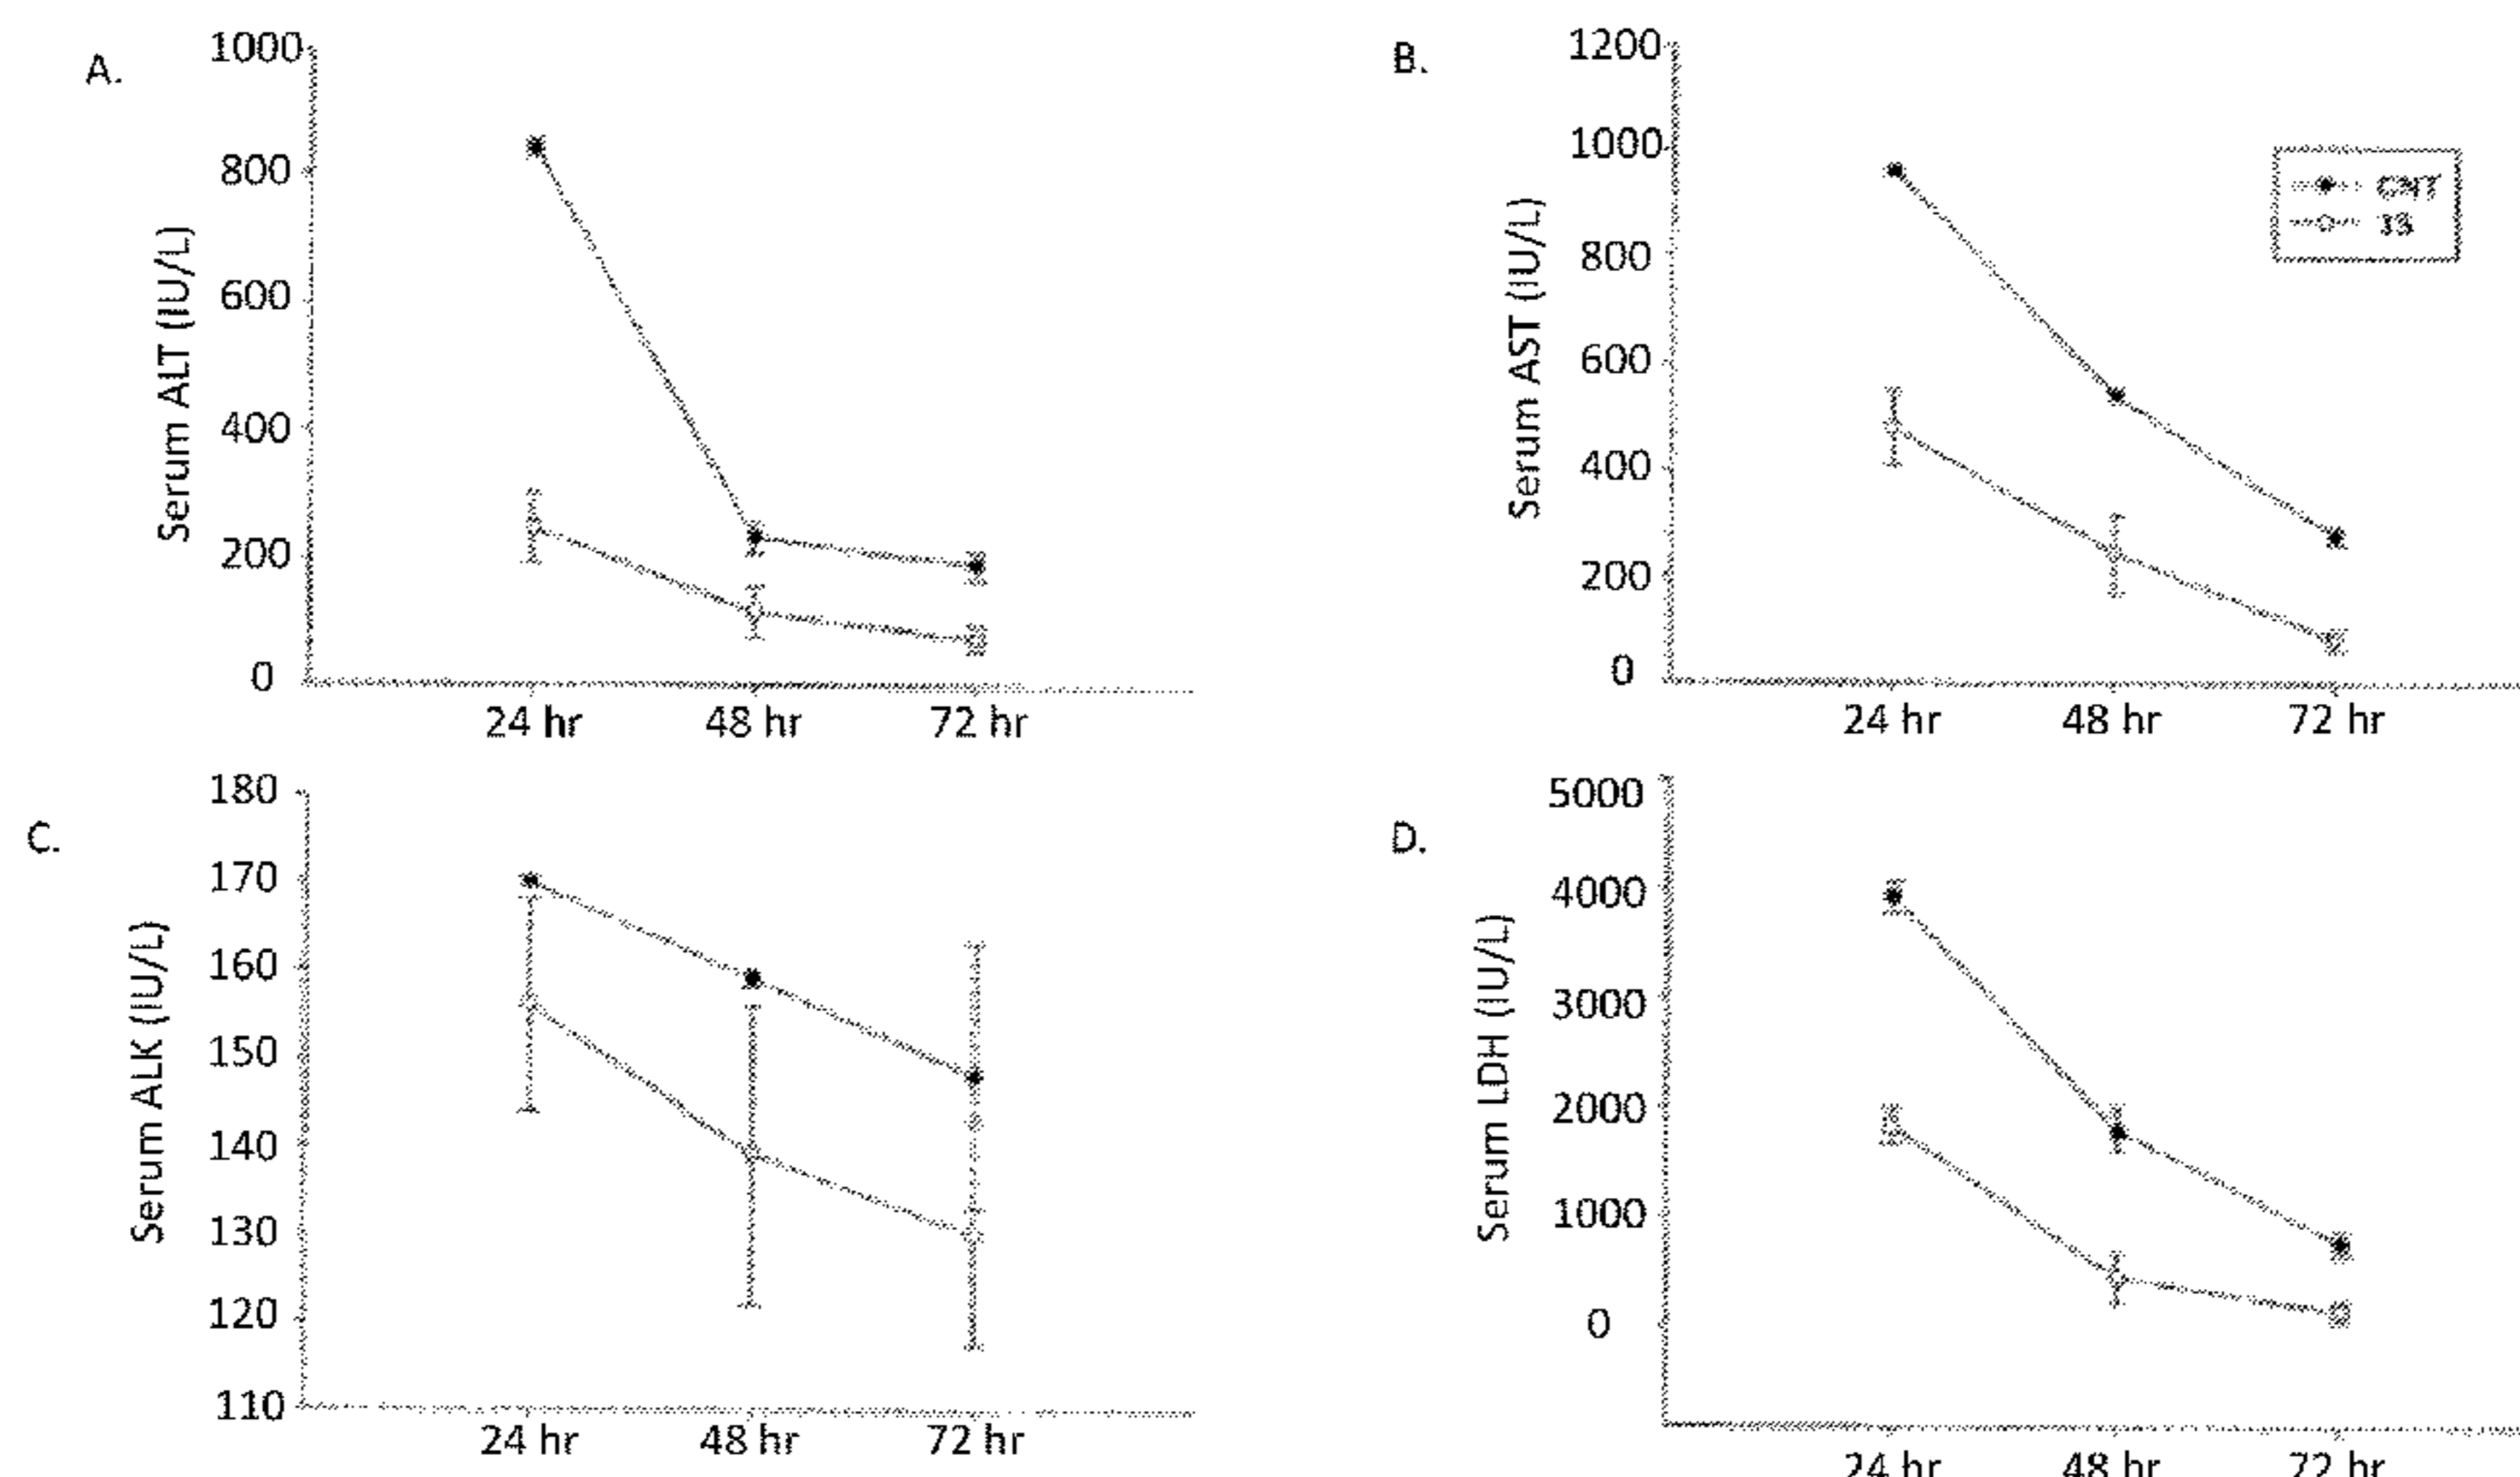 A.
Serum ALT (IU/L)
1000
800
600
400
200
0
24 hr 48 hr 72 hr
B.
Serum AST (IU/L)
1200
1000
800
600
400
200
0
24 hr 48 hr 72 hr
CNT
C.
Serum ALK (IU/L)
180
170
160
150
140
130
120
110
24 hr 48 hr 72 hr
D.
Serum LDH (IU/L)
5000
4000
3000
2000
1000
0
24 hr 48 hr 72 hr